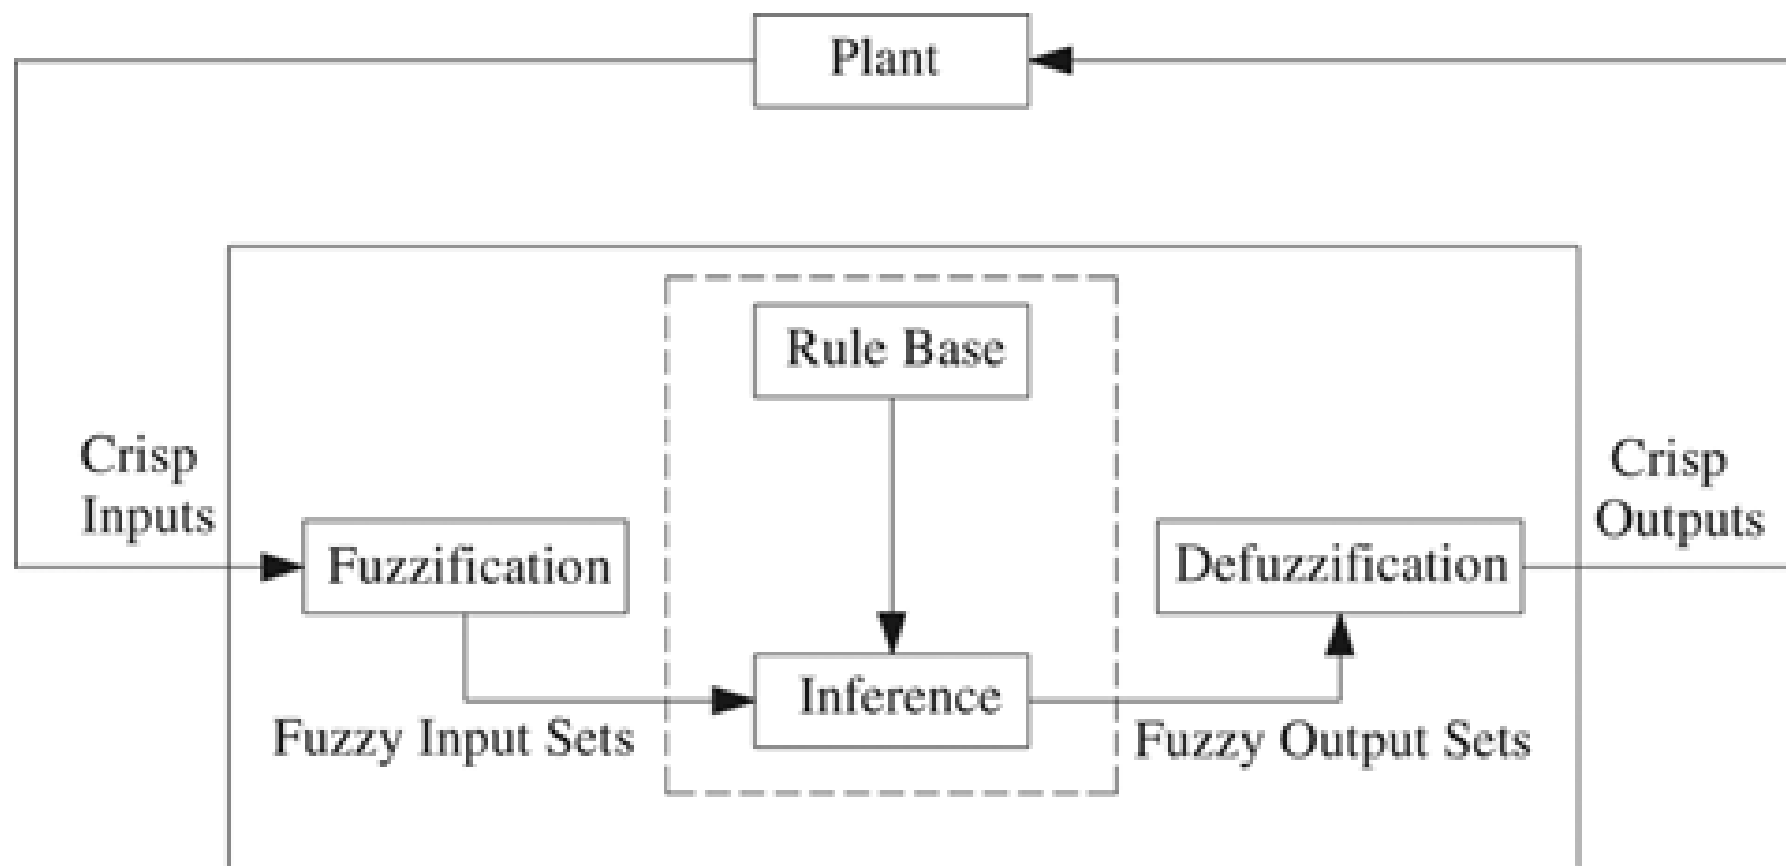 Plant
Rule Base
Crisp
Inputs
Crisp
Outputs
Fuzzification
Defuzzification
Inference
Fuzzy Input Sets
Fuzzy Output Sets